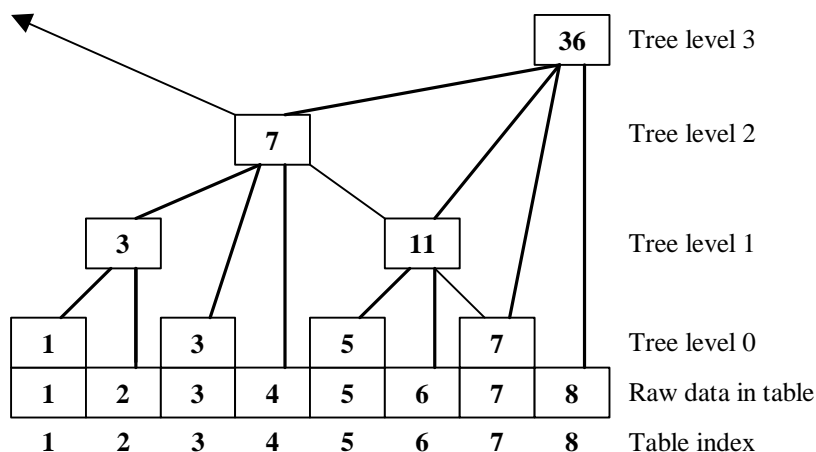 36 Tree level 3
7 Tree level 2
3 11 Tree level 1
1 3 5 7 Tree level 0
1 2 3 4 5 6 7 8 Raw data in table
1 2 3 4 5 6 7 8 Table index